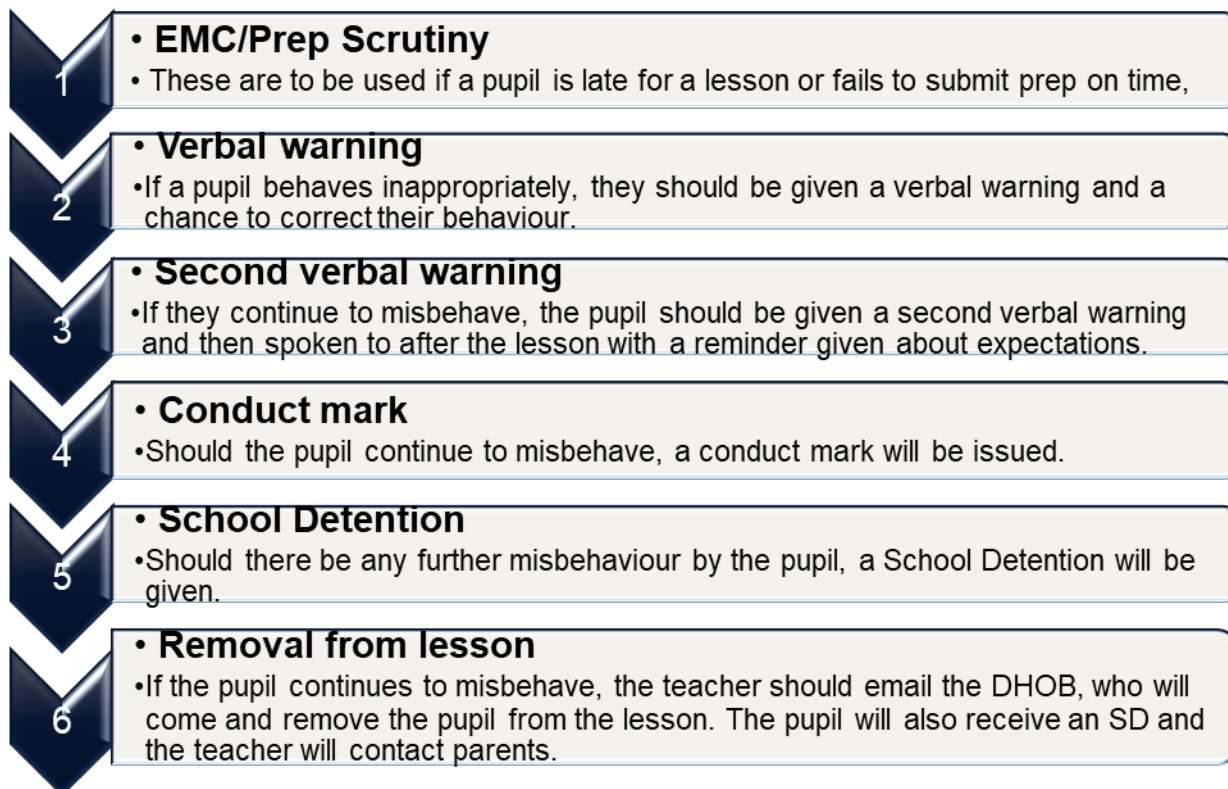 1
• EMC/Prep Scrutiny
• These are to be used if a pupil is late for a lesson or fails to submit prep on time,
2
• Verbal warning
•If a pupil behaves inappropriately, they should be given a verbal warning and a
chance to correct their behaviour.
3
• Second verbal warning
•If they continue to misbehave, the pupil should be given a second verbal warning
and then spoken to after the lesson with a reminder given about expectations.
4
• Conduct mark
•Should the pupil continue to misbehave, a conduct mark will be issued.
5
• School Detention
•Should there be any further misbehaviour by the pupil, a School Detention will be
given.
6
• Removal from lesson
•If the pupil continues to misbehave, the teacher should email the DHOB, who will
come and remove the pupil from the lesson. The pupil will also receive an SD and
the teacher will contact parents.